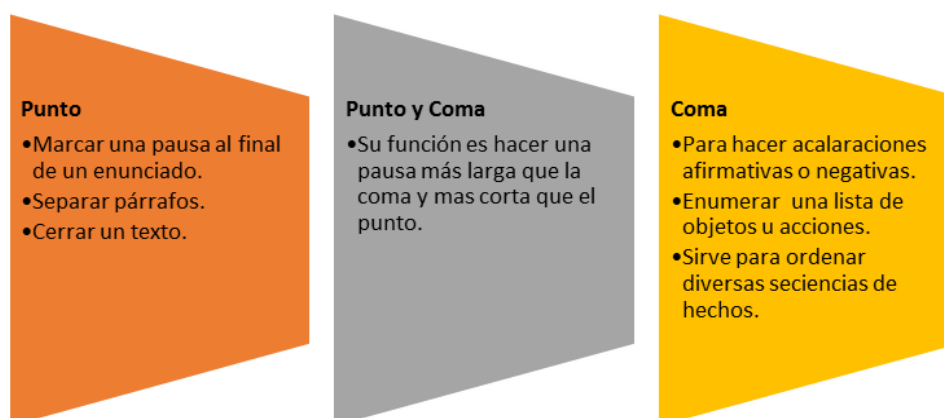 Punto
•Marcar una pausa al final
de un enunciado.
•Separar párrafos.
•Cerrar un texto.
Punto y Coma
•Su función es hacer una
pausa más larga que la
coma y mas corta que el
punto.
Coma
•Para hacer acalaraciones
afirmativas o negativas.
•Enumerar una lista de
objetos u acciones.
•Sirve para ordenar
diversas seciencias de
hechos.